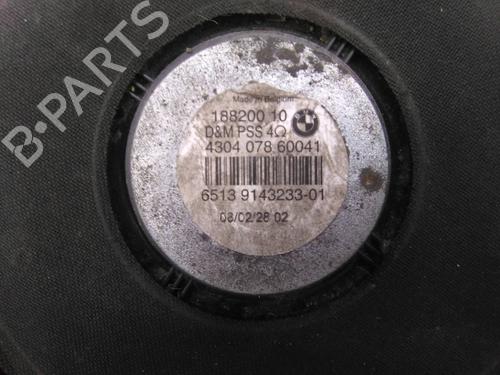 B-PARTS
Made in Belgium
188200 10
D&M PSS 4Ω
4304 078 60041
6513 9143233-01
08/02/28 02